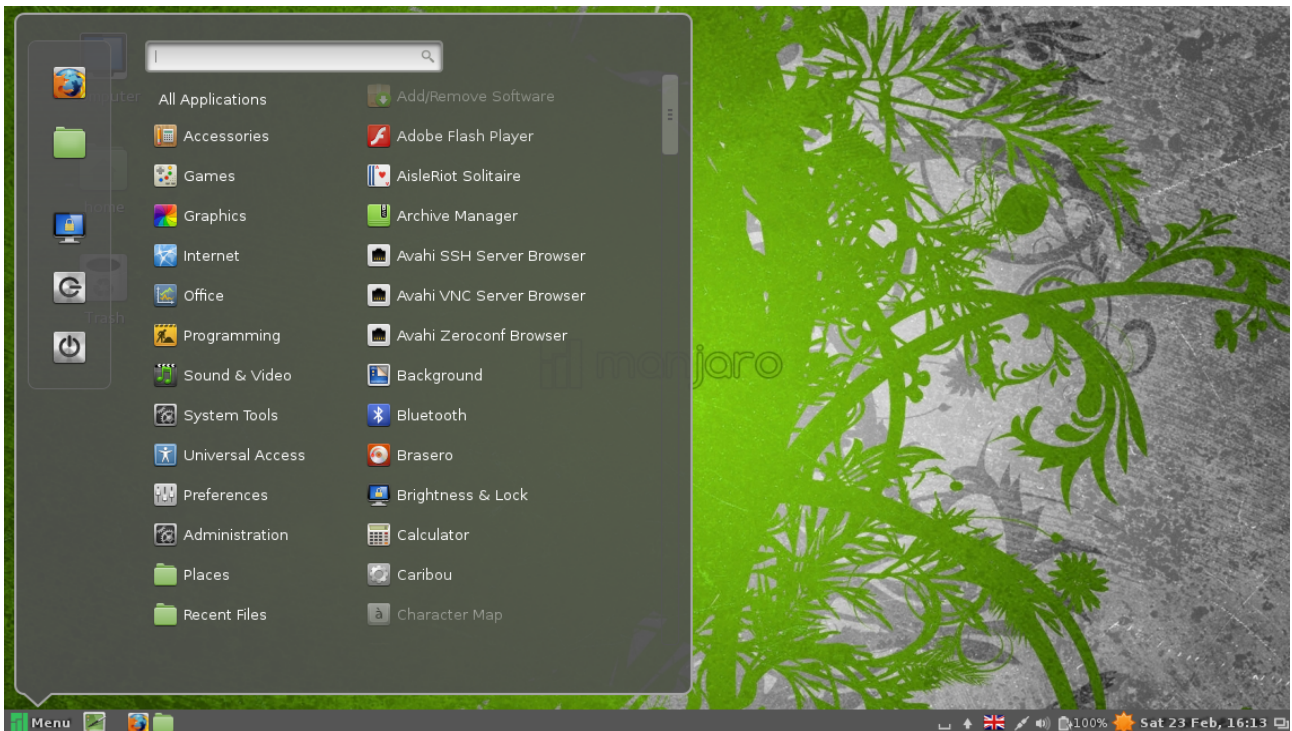 Computer
Home
Trash
All Applications
Accessories
Games
Graphics
Internet
Office
Programming
Sound & Video
System Tools
Universal Access
Preferences
Administration
Places
Recent Files
Add/Remove Software
Adobe Flash Player
AisleRiot Solitaire
Archive Manager
Avahi SSH Server Browser
Avahi VNC Server Browser
Avahi Zeroconf Browser
Background
Bluetooth
Brasero
Brightness & Lock
Calculator
Caribou
à Character Map
manjaro
Menu
100% Sat 23 Feb, 16:13